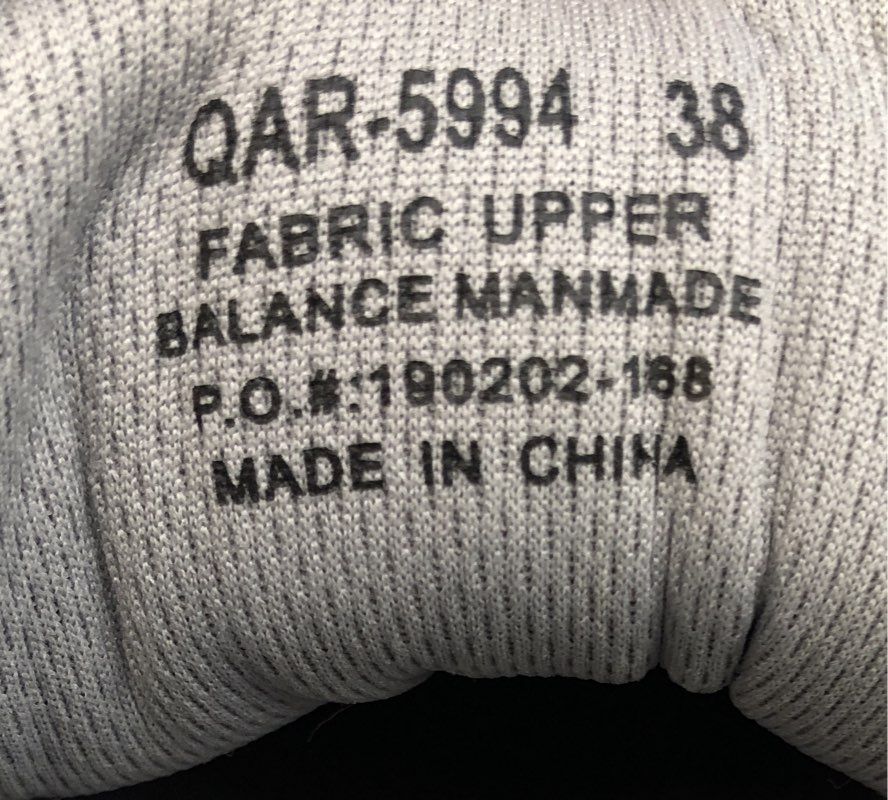 QAR-5994 38
FABRIC UPPER
BALANCE MANMADE
P.O.#:190202-168
MADE IN CHINA